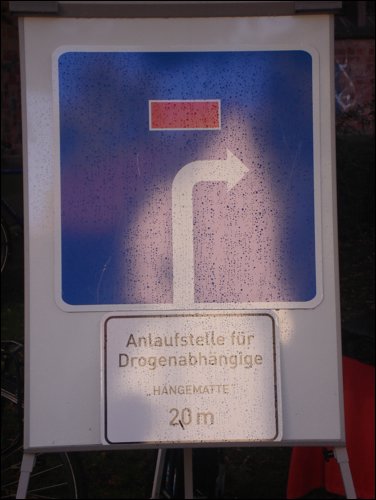 Anlaufstelle für
Drogenabhängige
„HÄNGEMATTE“
20 m